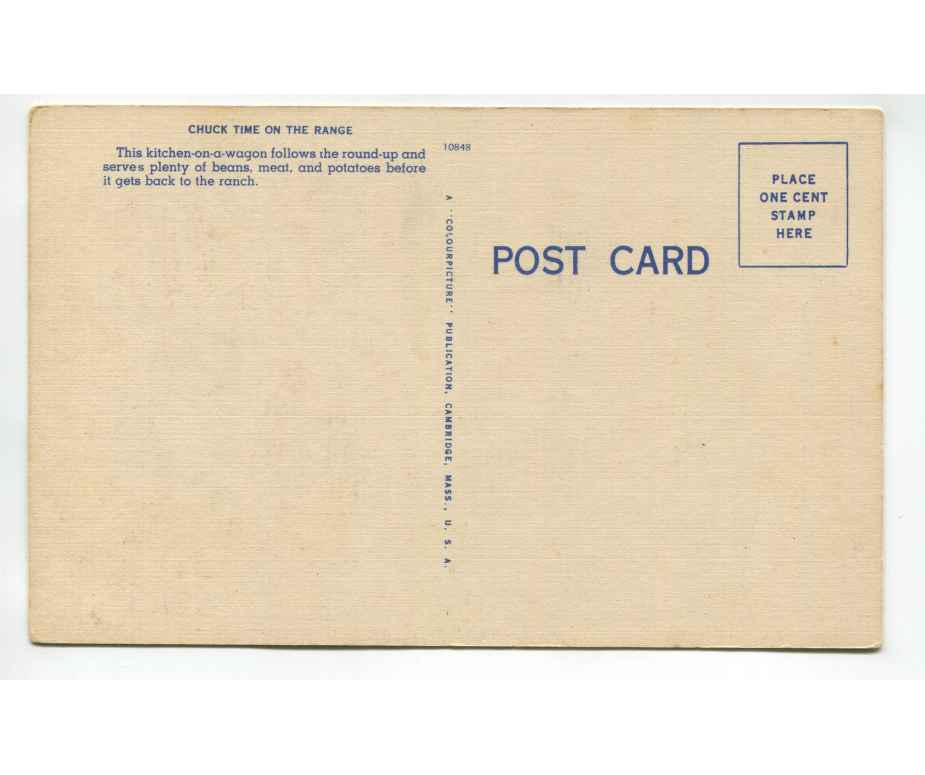 CHUCK TIME ON THE RANGE
This kitchen-on-a-wagon follows the round-up and
serves plenty of beans, meat, and potatoes before
it gets back to the ranch.
10848
A "COLOURPICTURE" PUBLICATION, CAMBRIDGE, MASS., U. S. A.
POST CARD
PLACE
ONE CENT
STAMP
HERE